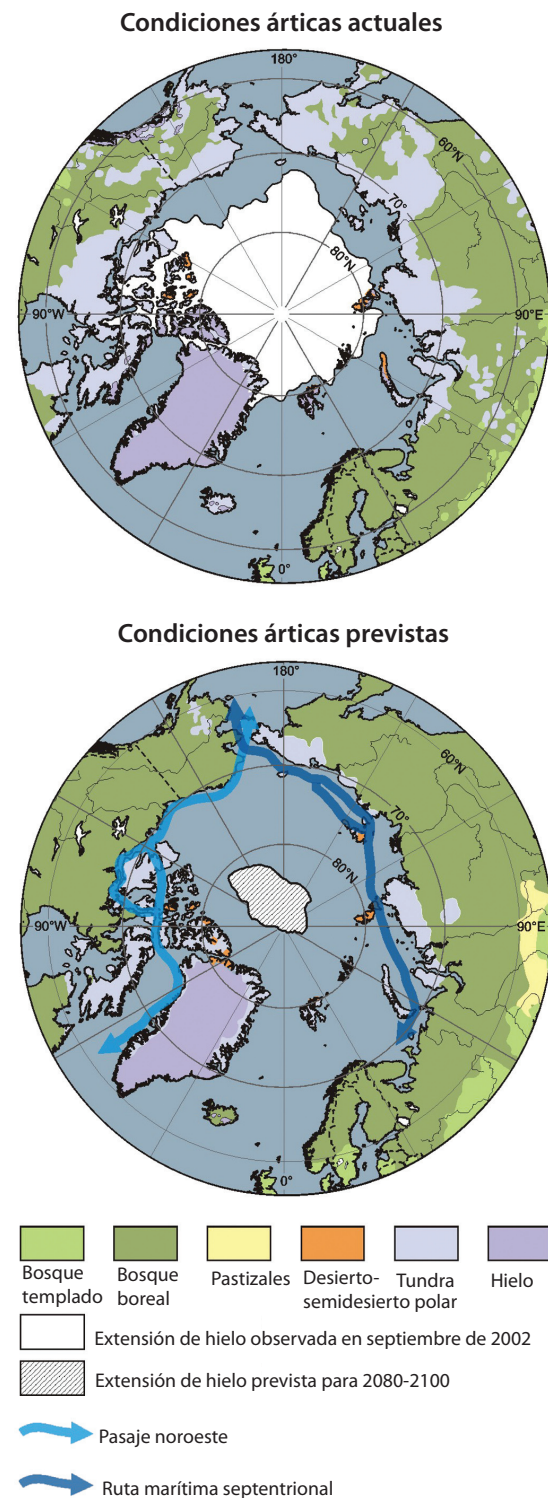 Condiciones árticas actuales
180°
60°N
70°
80°N
90°W
90°E
0°
Condiciones árticas previstas
180°
60°N
70°
80°N
90°W
90°E
0°
Bosque templado
Bosque boreal
Pastizales
Desierto-semidesierto polar
Tundra
Hielo
Extensión de hielo observada en septiembre de 2002
Extensión de hielo prevista para 2080-2100
Pasaje noroeste
Ruta marítima septentrional